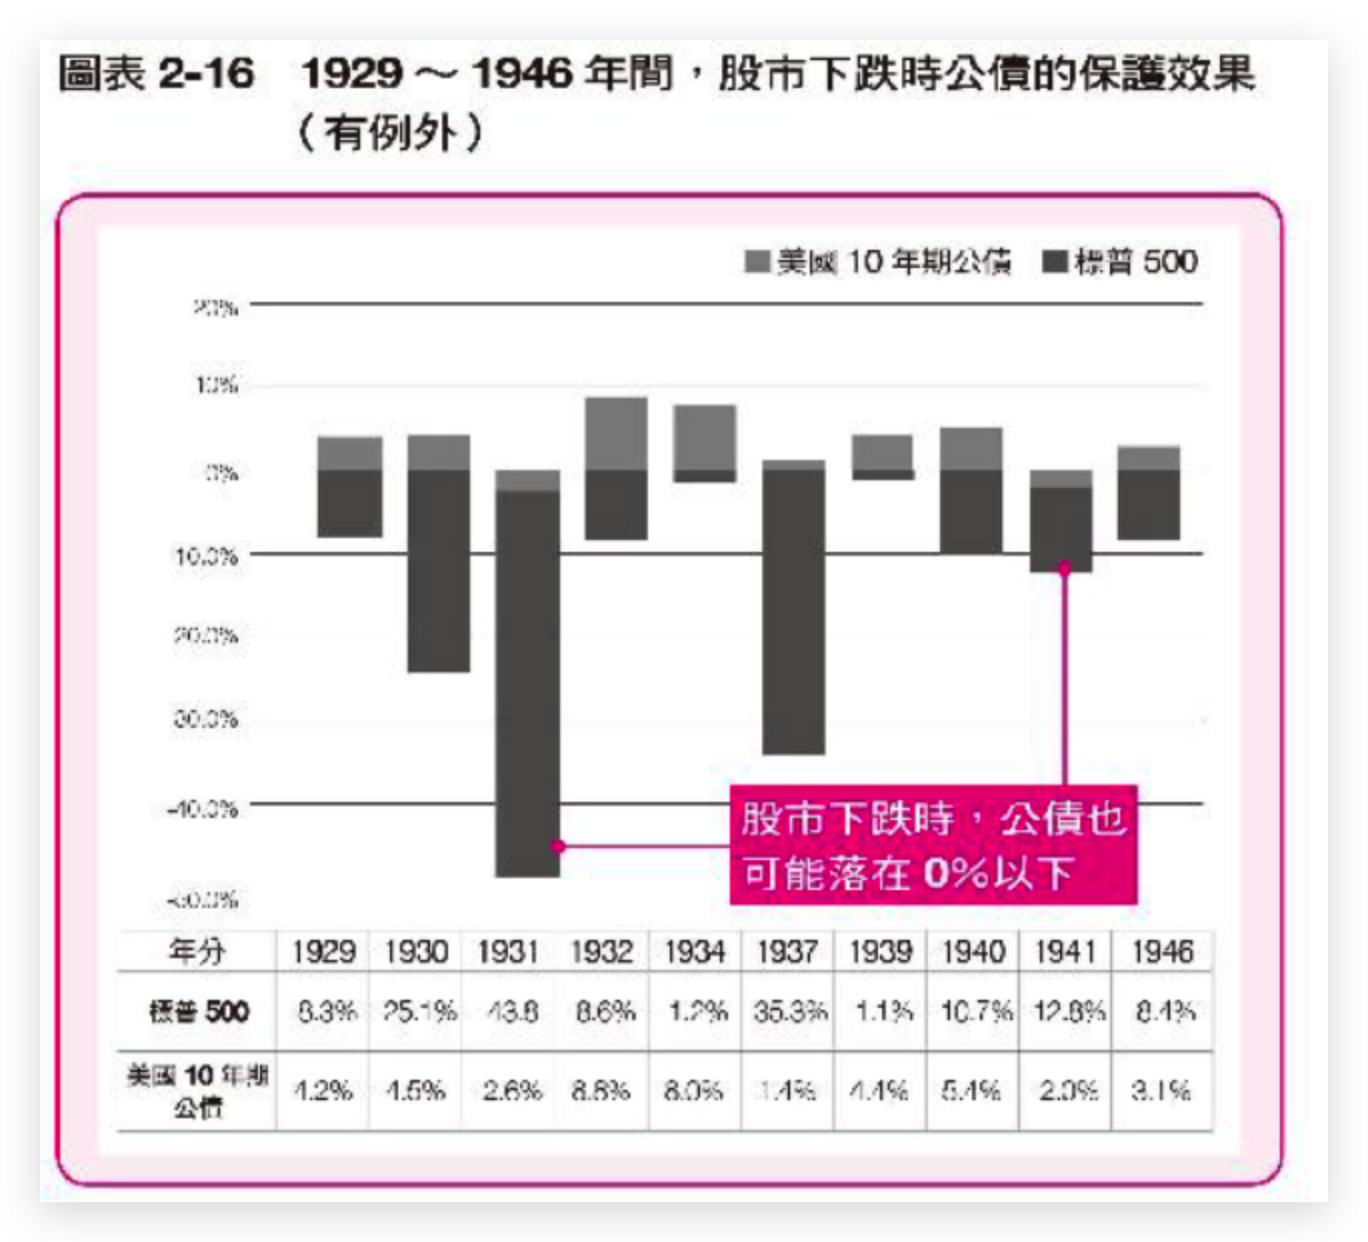 圖表 2-16 1929～1946 年間，股市下跌時公債的保護效果
（有例外）
美國 10 年期公債 標普 500
20%
10%
0%
10.0%
20.0%
30.0%
-40.0%
股市下跌時，公債也
可能落在 0%以下
年分 1929 1930 1931 1932 1934 1937 1939 1940 1941 1946
標普 500 8.3% 25.1% 43.8 8.6% 1.2% 35.3% 1.1% 10.7% 12.8% 8.4%
美國 10 年期
公債 4.2% 4.5% 2.6% 8.8% 8.0% 1.4% 4.4% 5.4% 2.0% 3.1%